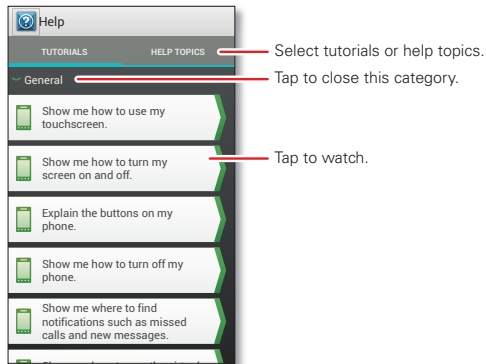 Help
TUTORIALS HELP TOPICS
Select tutorials or help topics.
General
Tap to close this category.
Show me how to use my
touchscreen.
Show me how to turn my
screen on and off.
Tap to watch.
Explain the buttons on my
phone.
Show me how to turn off my
phone.
Show me where to find
notifications such as missed
calls and new messages.